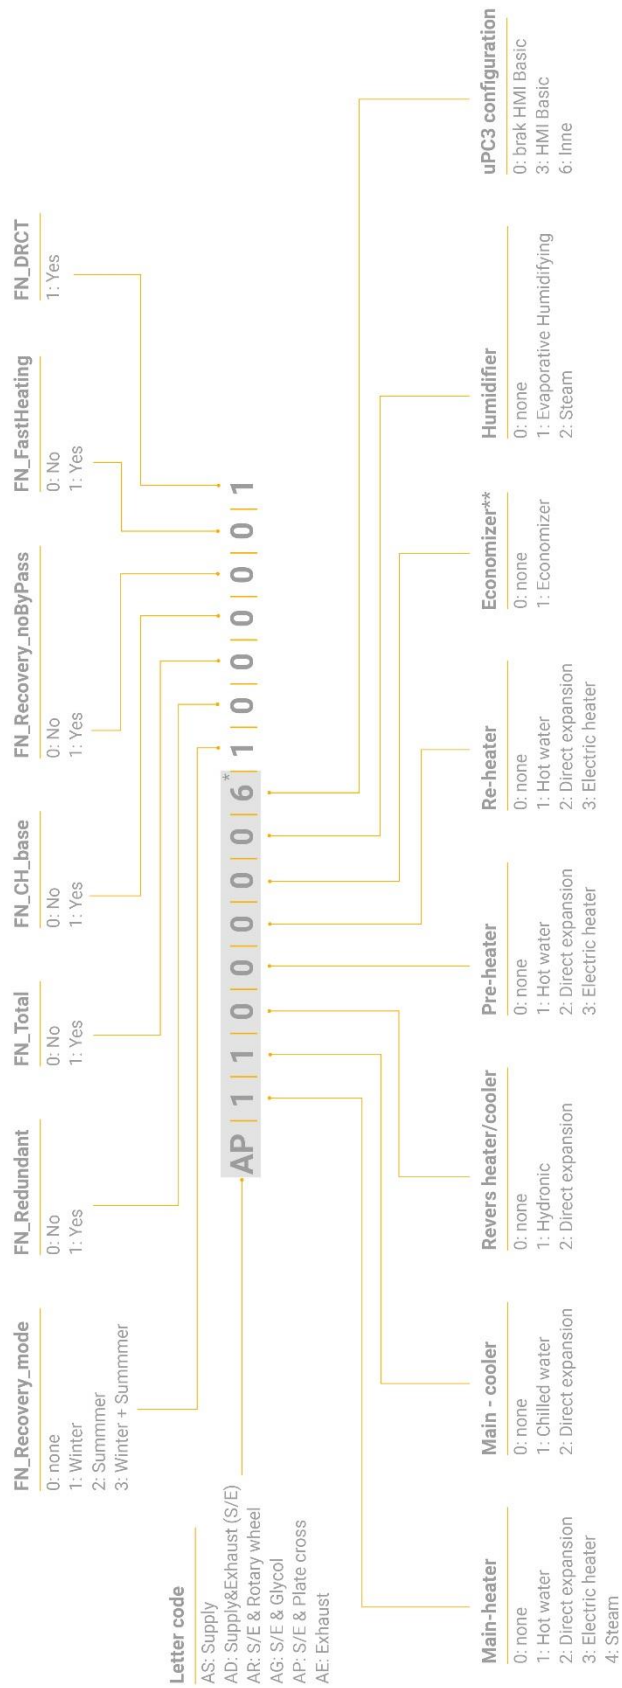 FN_Recovery_mode
0: none
1: Winter
2: Summmer
3: Winter + Summmer
FN_Redundant
0: No
1: Yes
FN_Total
0: No
1: Yes
FN_CH_base
0: No
1: Yes
FN_Recovery_noByPass
0: No
1: Yes
FN_FastHeating
0: No
1: Yes
FN_DRCT
1: Yes
Letter code
AS: Supply
AD: Supply&Exhaust (S/E)
AR: S/E & Rotary wheel
AG: S/E & Glycol
AP: S/E & Plate cross
AE: Exhaust
AP | 1 | 1 | 0 | 0 | 0 | 0 | 0 | 6* | 1 | 0 | 0 | 0 | 0 | 0 | 1
Main-heater
0: none
1: Hot water
2: Direct expansion
3: Electric heater
4: Steam
Main - cooler
0: none
1: Chilled water
2: Direct expansion
Revers heater/cooler
0: none
1: Hydronic
2: Direct expansion
Pre-heater
0: none
1: Hot water
2: Direct expansion
3: Electric heater
Re-heater
0: none
1: Hot water
2: Direct expansion
3: Electric heater
Economizer**
0: none
1: Economizer
Humidifier
0: none
1: Evaporative Humidifying
2: Steam
uPC3 configuration
0: brak HMI Basic
3: HMI Basic
6: Inne